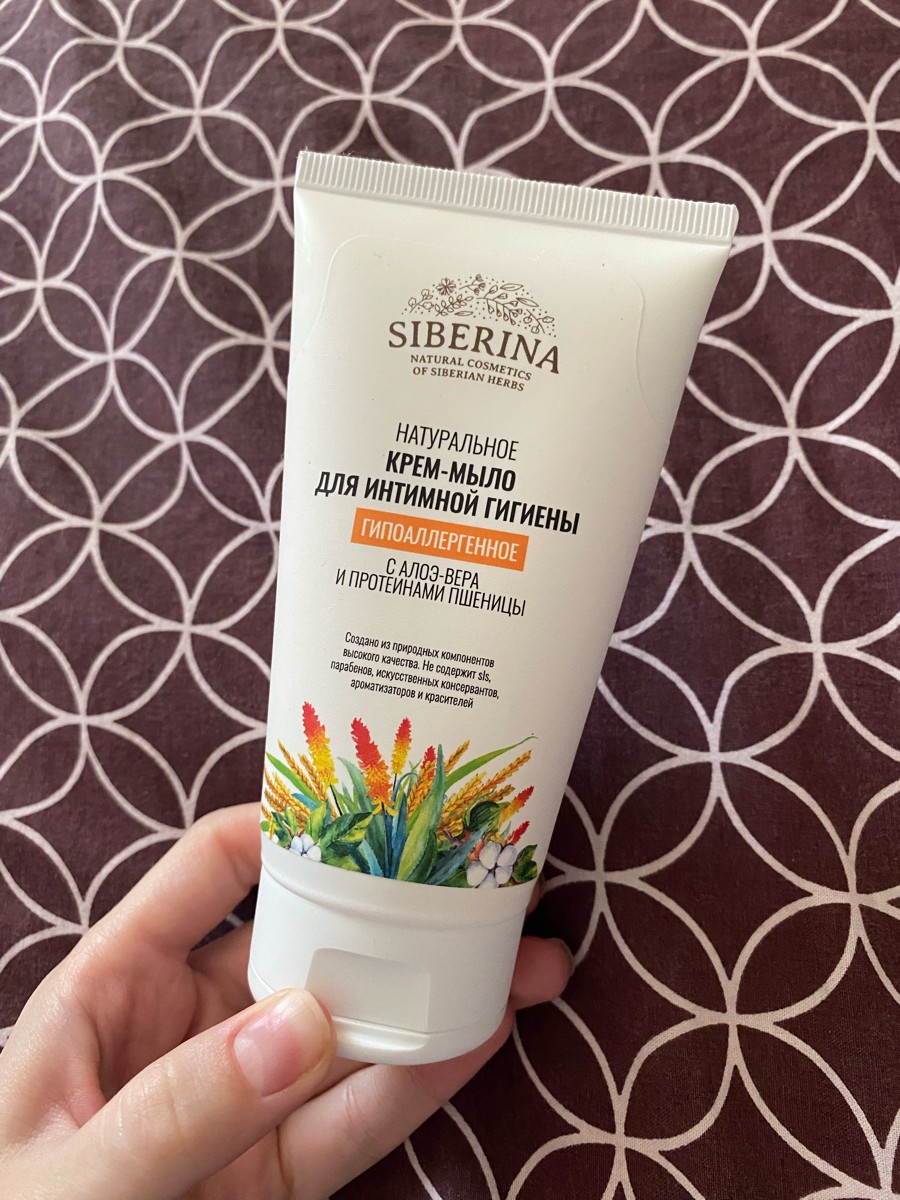 SIBERINA
NATURAL COSMETICS
OF SIBERIAN HERBS
НАТУРАЛЬНОЕ
КРЕМ-МЫЛО
ДЛЯ ИНТИМНОЙ ГИГИЕНЫ
ГИПОАЛЛЕРГЕННОЕ
С АЛОЭ-ВЕРА
И ПРОТЕИНАМИ ПШЕНИЦЫ
Создано из природных компонентов
высокого качества. Не содержит sls,
парабенов, искусственных консервантов,
ароматизаторов и красителей